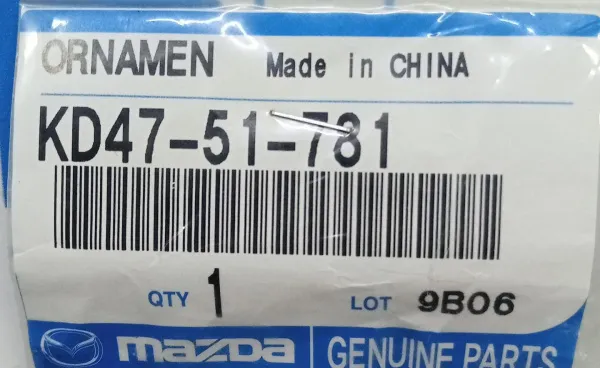 ORNAMEN Made in CHINA
KD47-51-781
QTY 1 LOT 9B06
mazda GENUINE PARTS